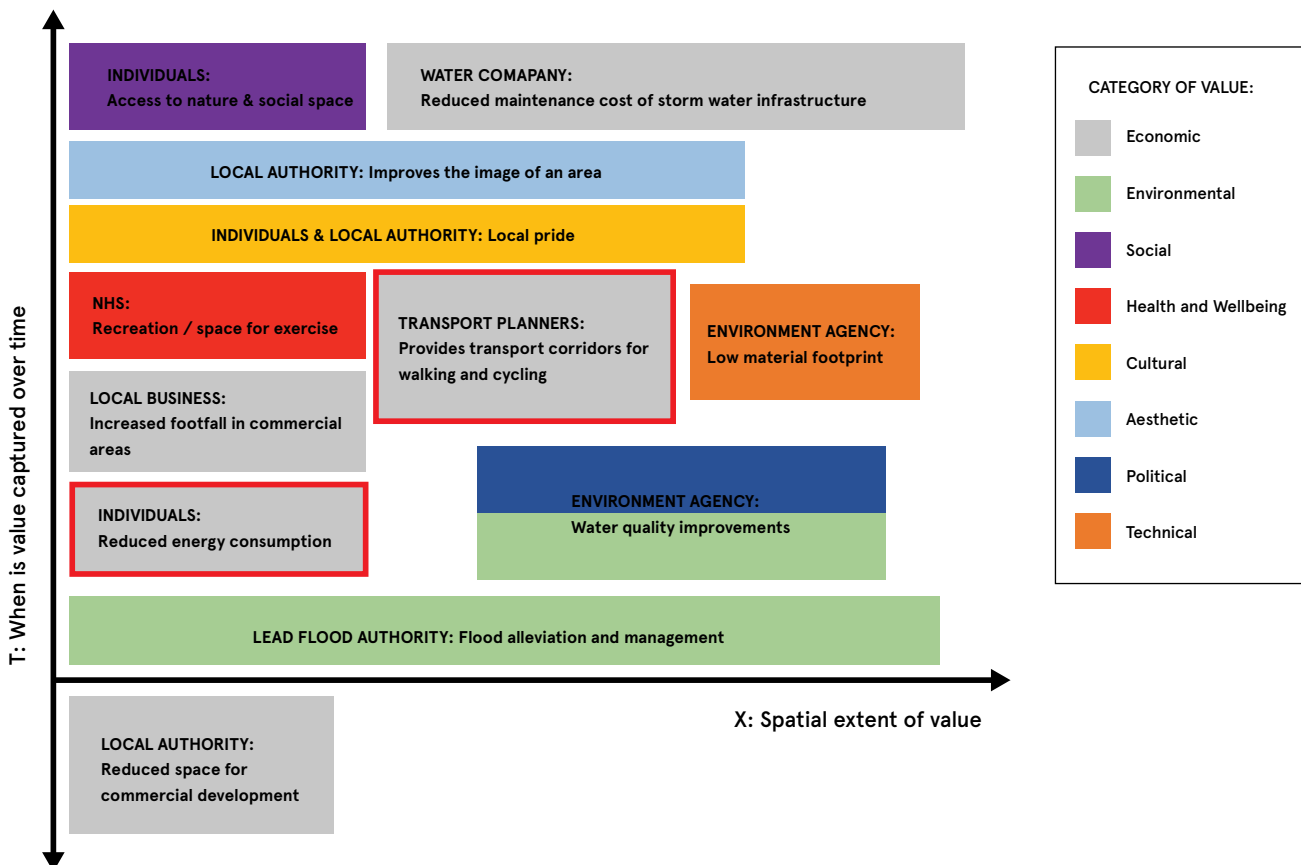 INDIVIDUALS:
Access to nature & social space
WATER COMAPANY:
Reduced maintenance cost of storm water infrastructure
LOCAL AUTHORITY: Improves the image of an area
INDIVIDUALS & LOCAL AUTHORITY: Local pride
NHS:
Recreation / space for exercise
TRANSPORT PLANNERS:
Provides transport corridors for
walking and cycling
ENVIRONMENT AGENCY:
Low material footprint
LOCAL BUSINESS:
Increased footfall in commercial
areas
INDIVIDUALS:
Reduced energy consumption
ENVIRONMENT AGENCY:
Water quality improvements
LEAD FLOOD AUTHORITY: Flood alleviation and management
LOCAL AUTHORITY:
Reduced space for
commercial development
T: When is value captured over time
X: Spatial extent of value
CATEGORY OF VALUE:
Economic
Environmental
Social
Health and Wellbeing
Cultural
Aesthetic
Political
Technical